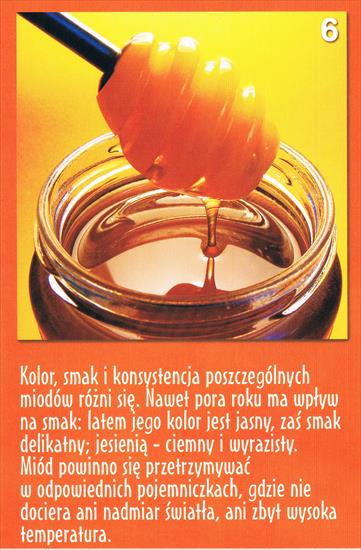 6
Kolor, smak i konsystencja poszczególnych
miodów różni się. Nawet pora roku ma wpływ
na smak: latem jego kolor jest jasny, zaś smak
delikatny; jesienią - ciemny i wyrazisty.
Miód powinno się przetrzymywać
w odpowiednich pojemniczkach, gdzie nie
dociera ani nadmiar światła, ani zbyt wysoka
temperatura.